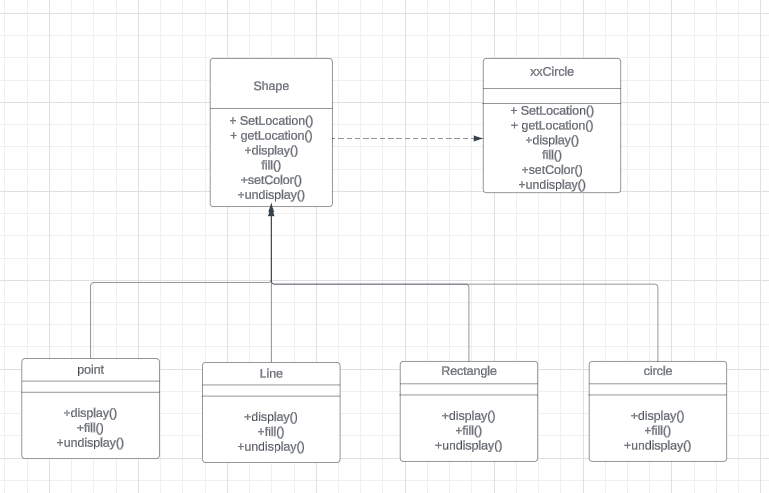 Shape
+ SetLocation()
+ getLocation()
+display()
fill()
+setColor()
+undisplay()
xxCircle
+ SetLocation()
+ getLocation()
+display()
fill()
+setColor()
+undisplay()
point
+display()
+fill()
+undisplay()
Line
+display()
+fill()
+undisplay()
Rectangle
+display()
+fill()
+undisplay()
circle
+display()
+fill()
+undisplay()